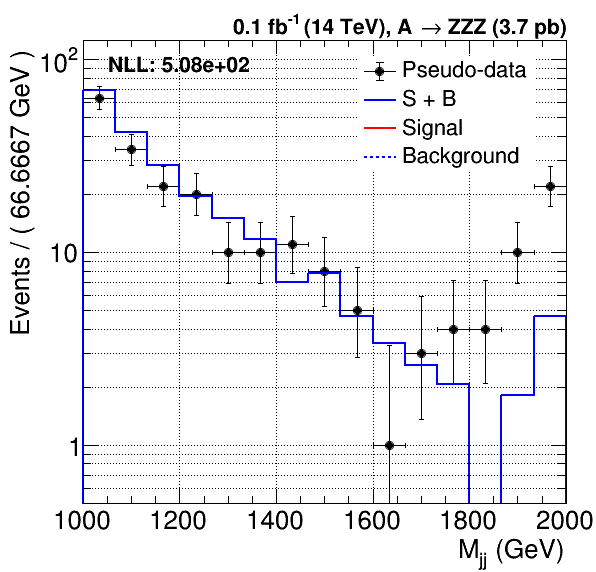 0.1 fb-1 (14 TeV), A → ZZZ (3.7 pb)
NLL: 5.08e+02
Pseudo-data
S + B
Signal
Background
Events / ( 66.6667 GeV )
10²
10
1
1000 1200 1400 1600 1800 2000
Mjj (GeV)